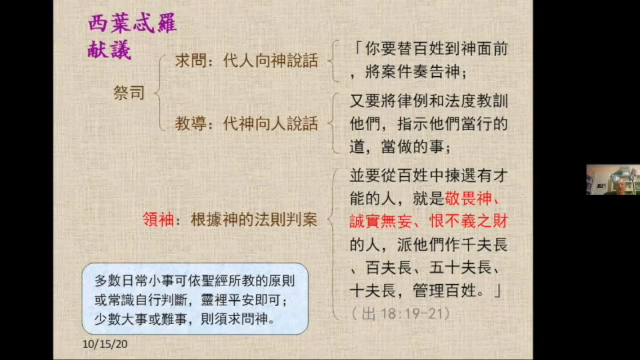 西葉忒羅
献議
祭司
求問：代人向神說話
「你要替百姓到神面前
，將案件奏告神；
教導：代神向人說話
又要將律例和法度教訓
他們，指示他們當行的
道，當做的事；
領袖：根據神的法則判案
並要從百姓中揀選有才
能的人，就是敬畏神、
誠實無妄、恨不義之財
的人，派他們作千夫長
、百夫長、五十夫長、
十夫長，管理百姓。」
（出 18:19-21）
多數日常小事可依聖經所教的原則
或常識自行判斷，靈裡平安即可；
少數大事或難事，則須求問神。
10/15/20